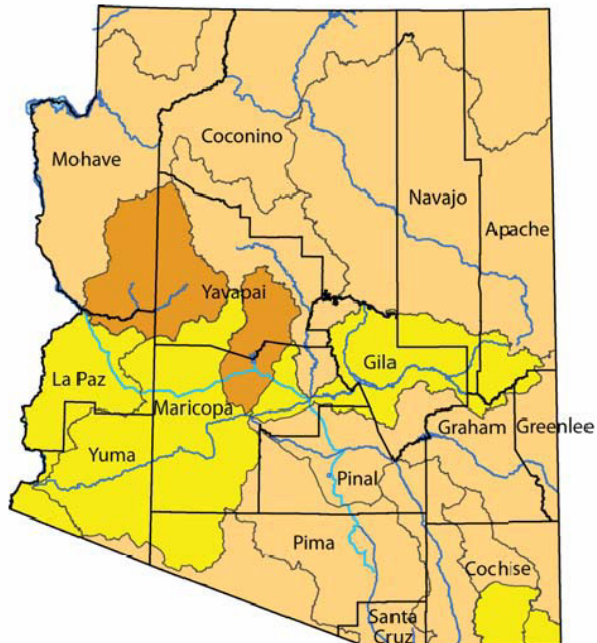 Coconino
Mohave
Navajo
Apache
Yavapai
Gila
La Paz
Maricopa
Graham
Greenlee
Yuma
Pinal
Pima
Cochise
Santa
Cruz